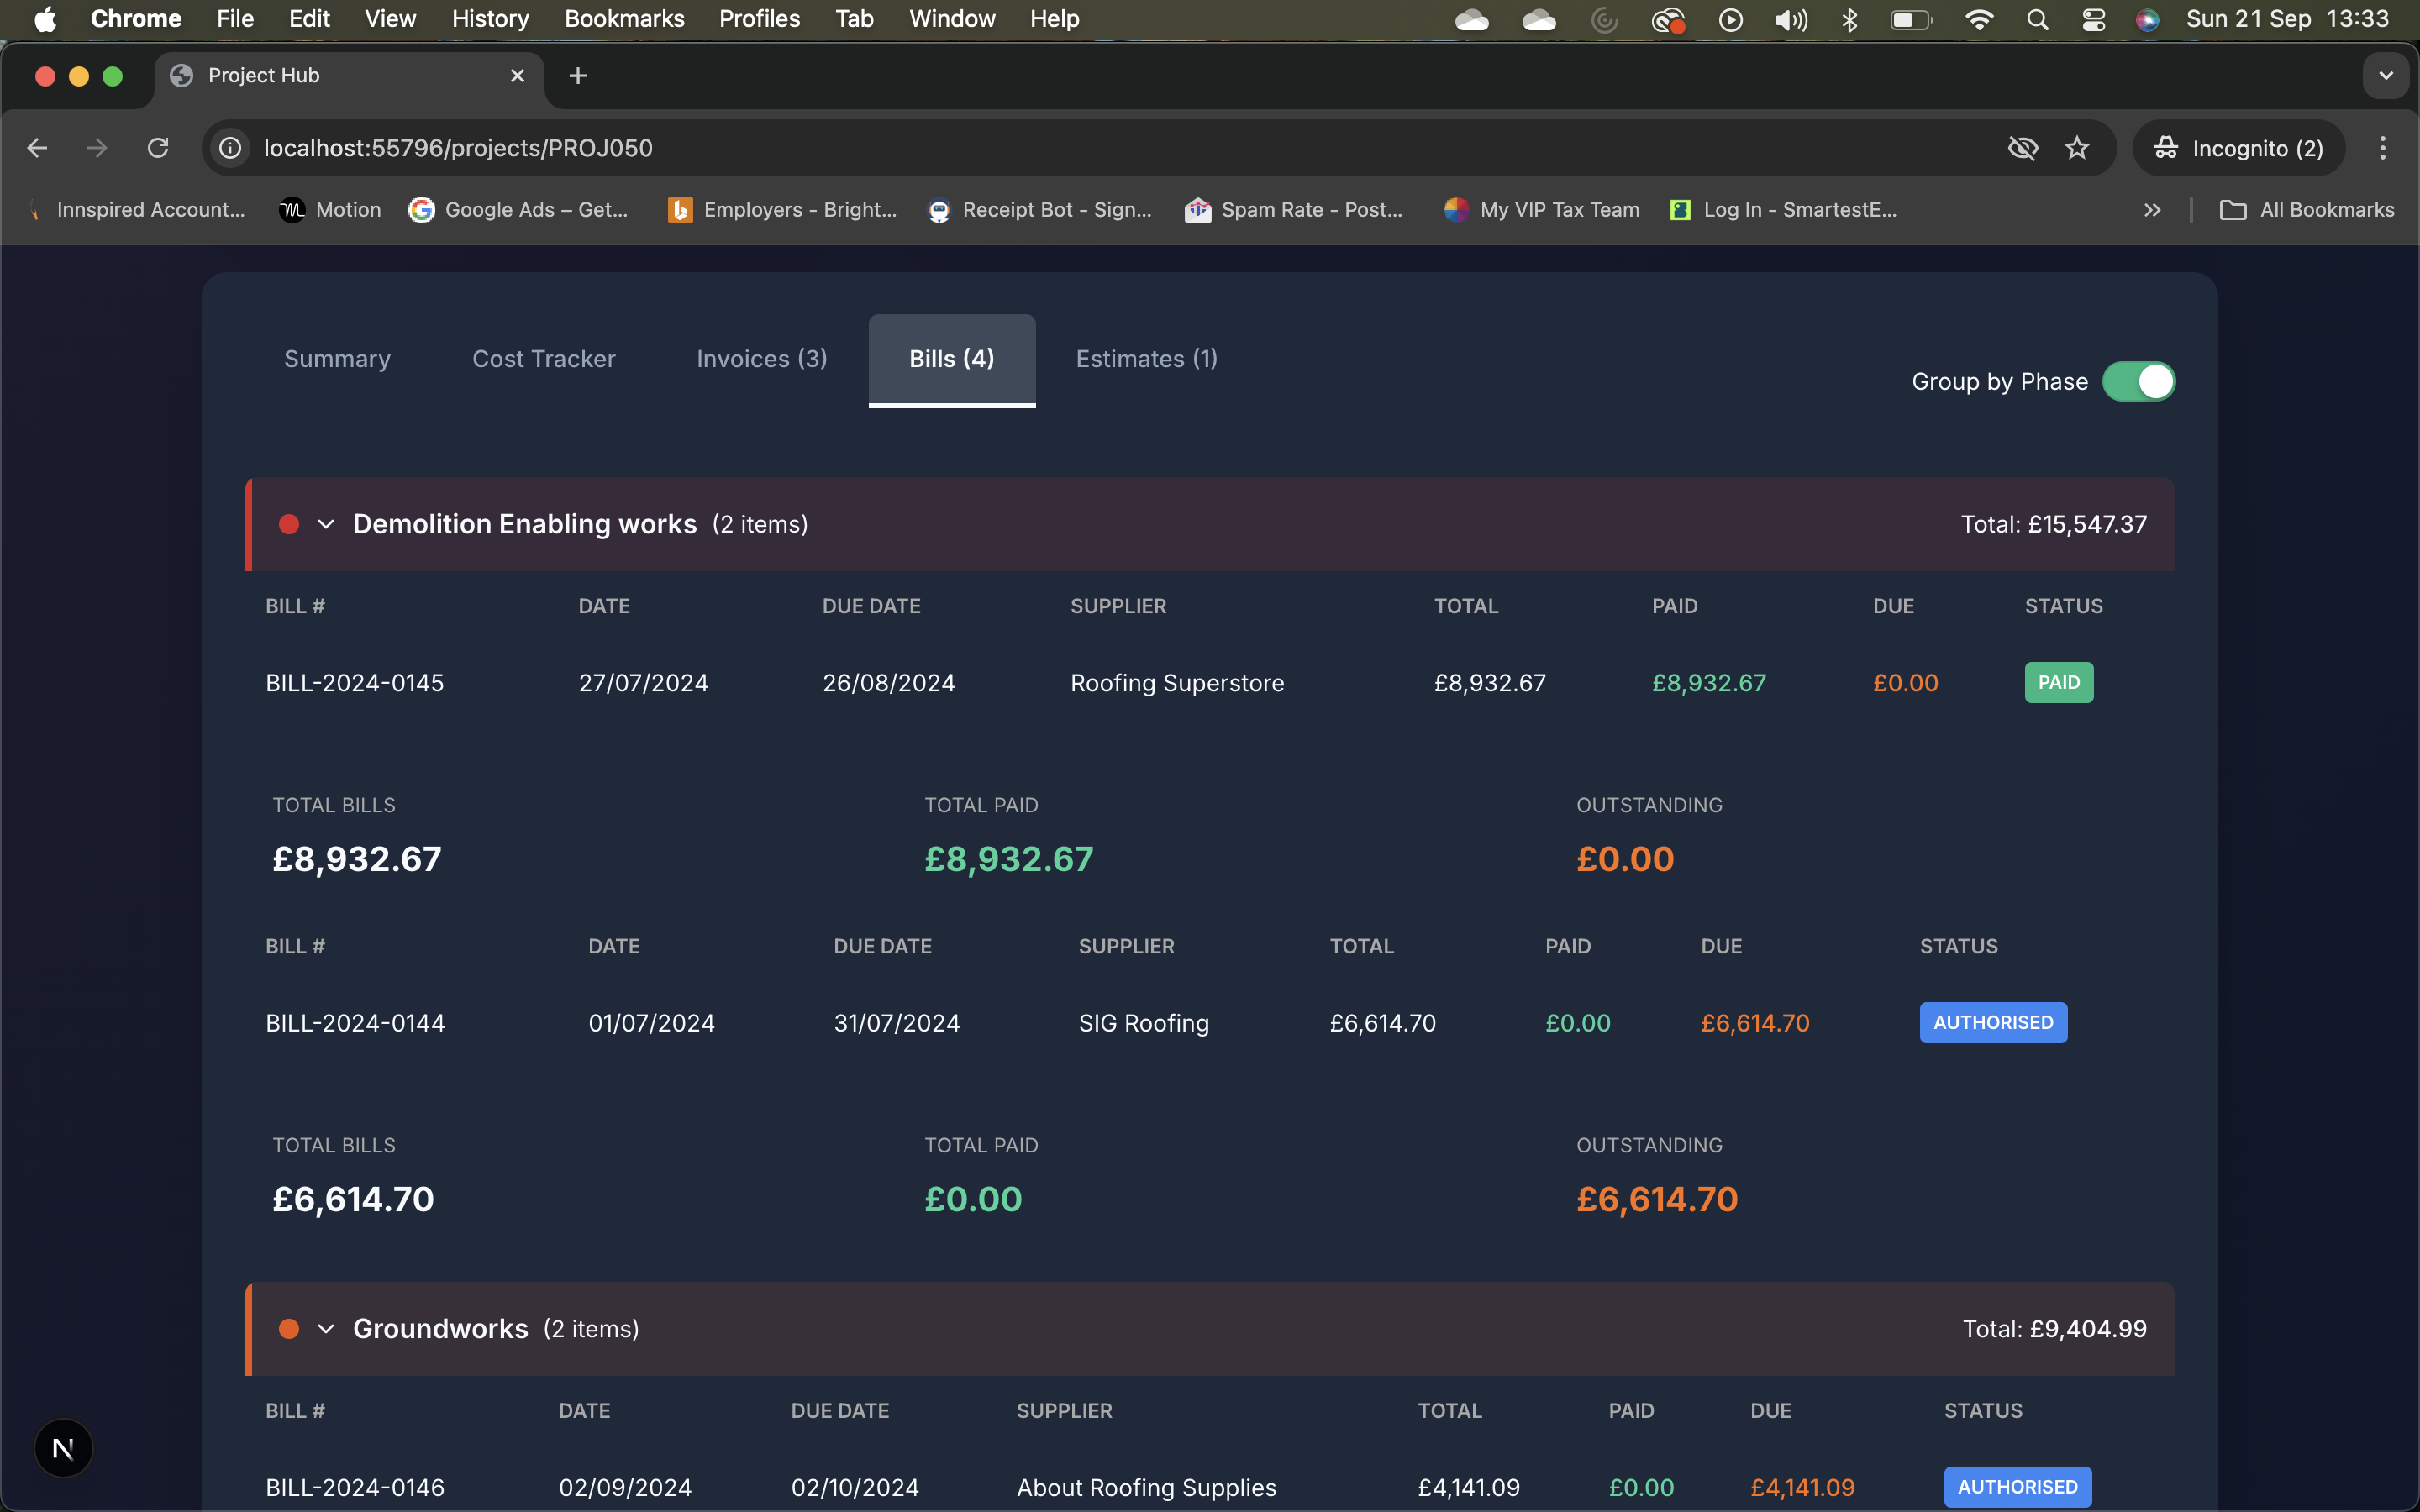 Chrome File Edit View History Bookmarks Profiles Tab Window Help Sun 21 Sep 13:33
Project Hub
localhost:55796/projects/PROJ050 Incognito (2)
Innspired Account... Motion Google Ads – Get... Employers - Bright... Receipt Bot - Sign... Spam Rate - Post... My VIP Tax Team Log In - SmartestE... All Bookmarks
Summary Cost Tracker Invoices (3) Bills (4) Estimates (1)
Group by Phase
Demolition Enabling works (2 items) Total: £15,547.37
BILL # DATE DUE DATE SUPPLIER TOTAL PAID DUE STATUS
BILL-2024-0145 27/07/2024 26/08/2024 Roofing Superstore £8,932.67 £8,932.67 £0.00 PAID
TOTAL BILLS TOTAL PAID OUTSTANDING
£8,932.67 £8,932.67 £0.00
BILL # DATE DUE DATE SUPPLIER TOTAL PAID DUE STATUS
BILL-2024-0144 01/07/2024 31/07/2024 SIG Roofing £6,614.70 £0.00 £6,614.70 AUTHORISED
TOTAL BILLS TOTAL PAID OUTSTANDING
£6,614.70 £0.00 £6,614.70
Groundworks (2 items) Total: £9,404.99
BILL # DATE DUE DATE SUPPLIER TOTAL PAID DUE STATUS
BILL-2024-0146 02/09/2024 02/10/2024 About Roofing Supplies £4,141.09 £0.00 £4,141.09 AUTHORISED
N